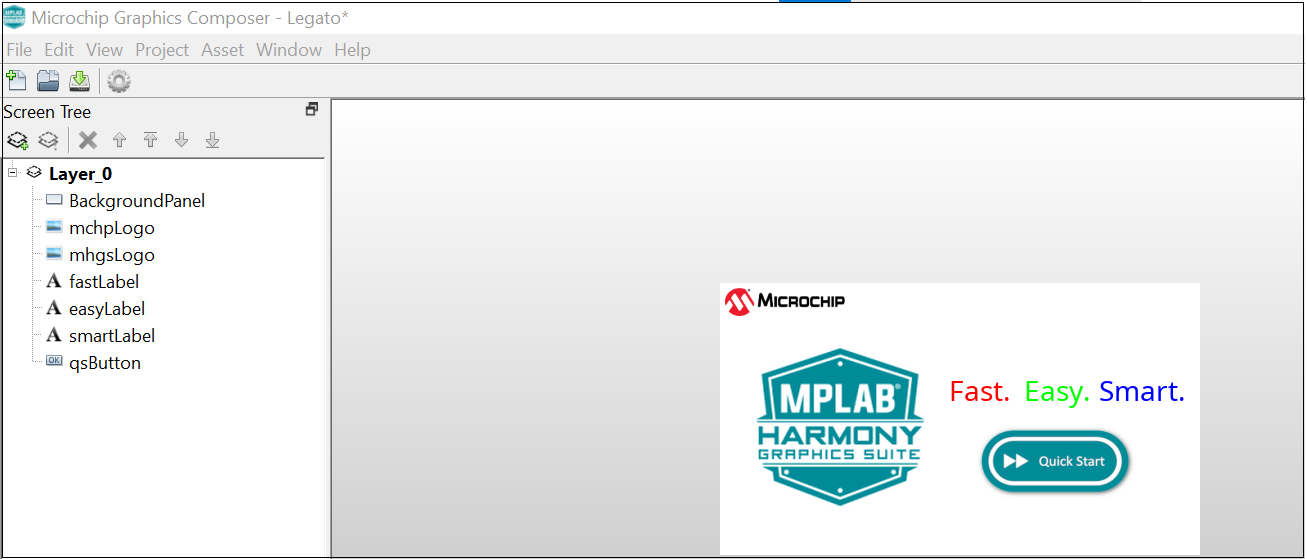 Microchip Graphics Composer - Legato*
File Edit View Project Asset Window Help
Screen Tree
Layer_0
BackgroundPanel
mchpLogo
mhgsLogo
fastLabel
easyLabel
smartLabel
OK qsButton
MICROCHIP
MPLAB®
HARMONY
GRAPHICS SUITE
Fast. Easy. Smart.
Quick Start